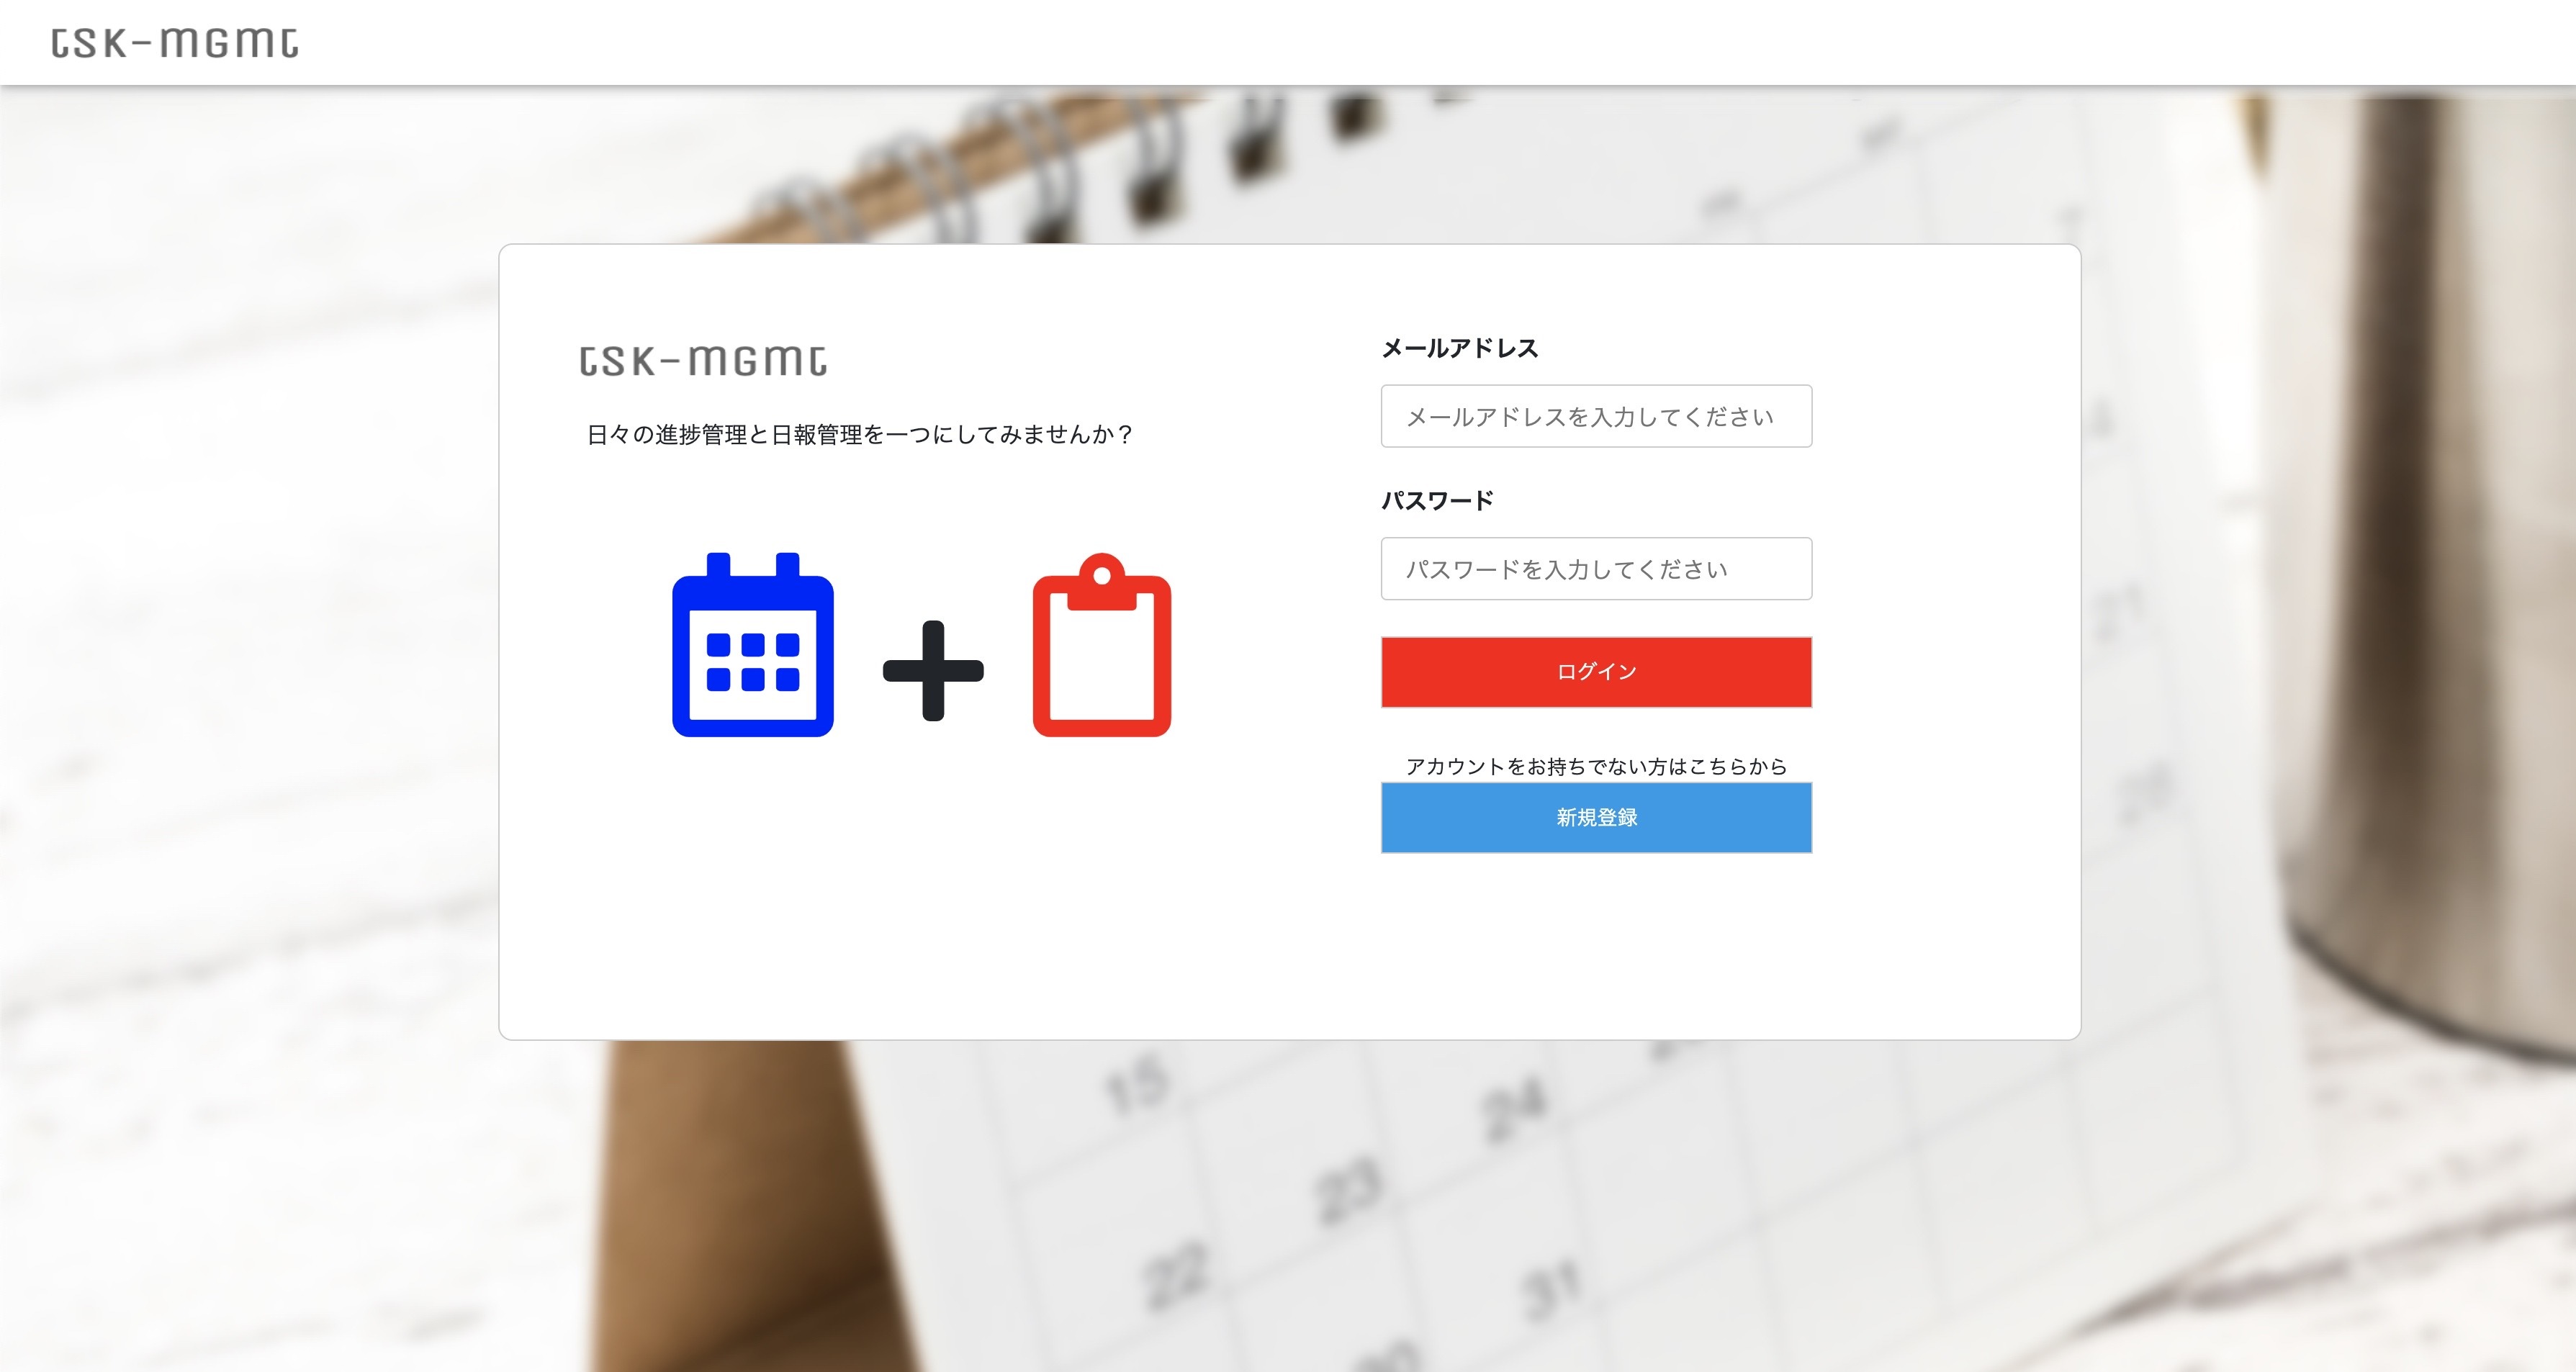 tsk-mgmt
tsk-mgmt
日々の進捗管理と日報管理を一つにしてみませんか？
メールアドレス
メールアドレスを入力してください
パスワード
パスワードを入力してください
ログイン
アカウントをお持ちでない方はこちらから
新規登録
21
28
15
24
23
22
31
30